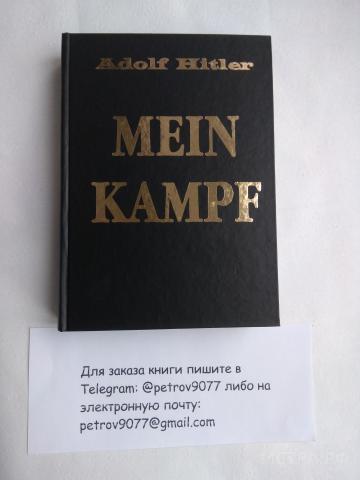 Adolf Hitler
MEIN
KAMPF
Для заказа книги пишите в
Telegram: @petrov9077 либо на
электронную почту:
petrov9077@gmail.com